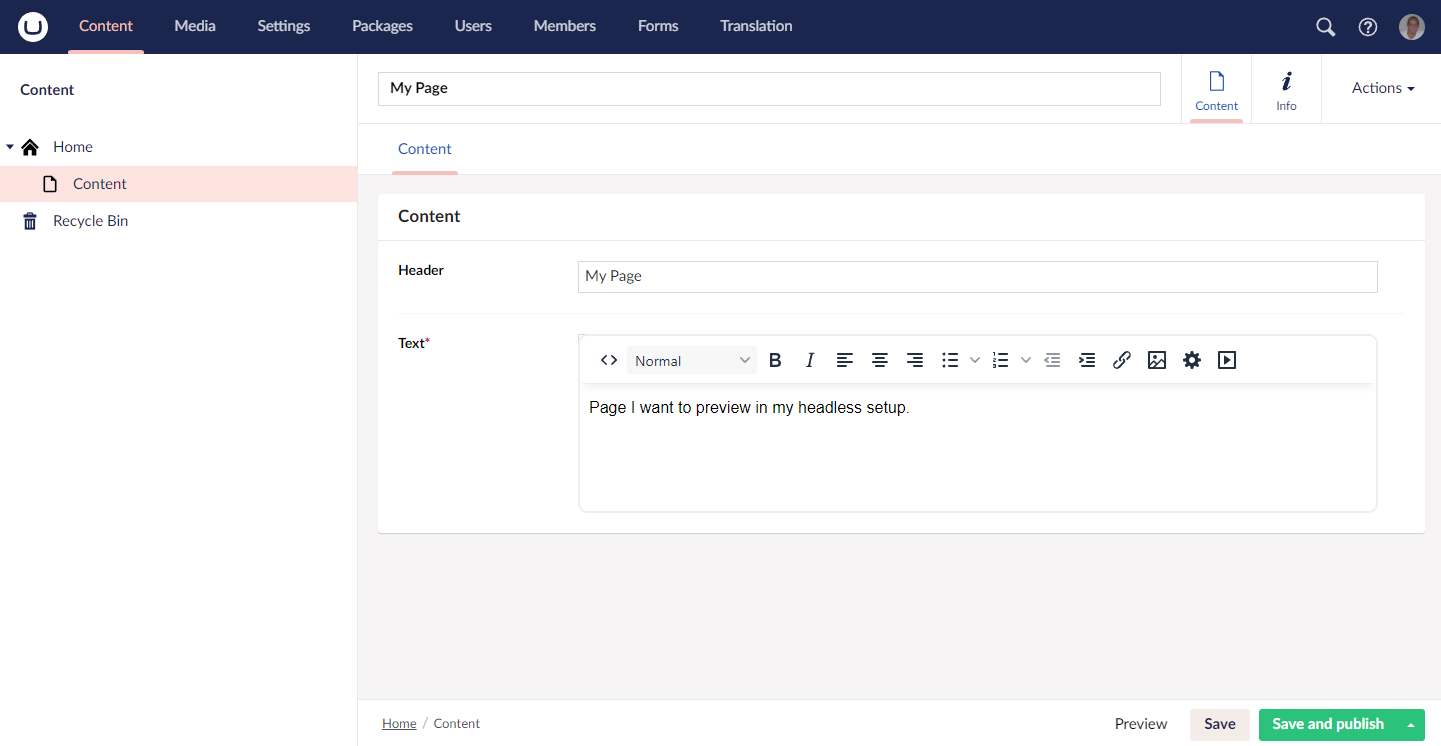 Content Media Settings Packages Users Members Forms Translation
Content
Home
Content
Recycle Bin
My Page
Content
Info
Actions
Content
Content
Header
My Page
Text*
Normal
B I
Page I want to preview in my headless setup.
Home / Content
Preview
Save
Save and publish